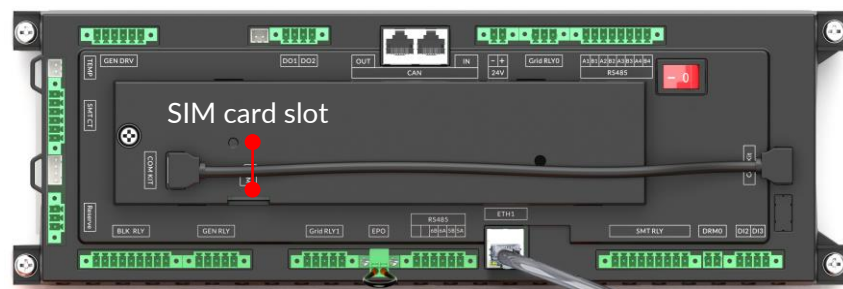 GEN DRV
DO1 DO2
OUT
IN
CAN
- +
24V
Grid RLY0
A1 B1 A2 B2 A3 B3 A4 B4
RS485
TEMP
SMT CT
SIM card slot
COM KIT
Reserve
BLK RLY
GEN RLY
Grid RLY1
EPO
RS485
6B 6A 5B 5A
ETH1
SMT RLY
DRM0
DI2 DI3